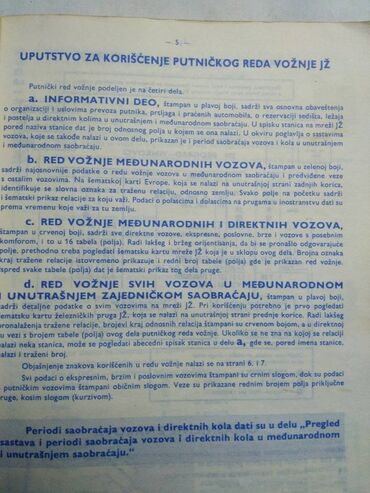 — 5 —
UPUTSTVO ZA KORIŠĆENJE PUTNIČKOG REDA VOŽNJE JŽ
Putnički red vožnje podeljen je na četiri dela.
a. INFORMATIVNI DEO, štampan u plavoj boji, sadrži sva osnovna obaveštenja
o organizaciji i uslovima prevoza putnika, prtljaga i praćenih automobila, o rezervaciji sedišta, ležaja
i postelja u direktnim kolima u unutrašnjem i međunarodnom saobraćaju. U spisku stanica na mreži JŽ
pored naziva stanice dat je broj odnosnog polja u kojem se ona nalazi. U okviru poglavlja o sastavima
vozova, koje se takođe nalazi u ovom delu, prikazan je i period saobraćaja vozova i kola u unutrašnjem
i međunarodnom saobraćaju.
b. RED VOŽNJE MEĐUNARODNIH VOZOVA, štampan u zelenoj boji,
sadrži najosnovnije podatke o redu vožnje vozova u međunarodnom saobraćaju i predviđene veze
s ostalim vozovima. Na šematskoj karti Evrope, koja se nalazi na unutrašnjoj strani zadnjih korica,
identifikuje se slovna oznaka za traženu relaciju, odnosno zemlju. Svako polje na početku sadrži
i šematski prikaz relacije za koju važi. Podaci o polascima i dolascima na prugama u inostranstvu dati su
prema vremenu koje važi za tu zemlju.
c. RED VOŽNJE MEĐUNARODNIH I DIREKTNIH VOZOVA,
štampan u crvenoj boji, sadrži sve direktne vozove, ekspresne, poslovne, brze i vozove s posebnim
komforom, i to u 16 tabela (polja). Radi lakšeg i bržeg orijentisanja, da bi se pronašlo odgovarajuće
polje, prethodno treba pogledati šematsku kartu mreže JŽ koja je u sklopu ovog dela. Brojna oznaka
kraj tražene relacije istovremeno prikazuje i redni broj tabele (polja) gde je prikazan red vožnje.
Ispred svake tabele (polja) dat je šematski prikaz tog dela pruge.
d. RED VOŽNJE SVIH VOZOVA U MEĐUNARODNOM
I UNUTRAŠNJEM ZAJEDNIČKOM SAOBRAĆAJU, štampan u plavoj boji,
sadrži detaljne podatke o svim vozovima na mreži JŽ. Pri korišćenju potrebno je prvo pogledati
šematsku kartu železničkih pruga JŽ, koja se nalazi na unutrašnjoj strani prednje korice. Radi lakšeg
pronalaženja tražene relacije, brojevi kraj odnosnih relacija štampani su crvenom bojom, a u direktnoj
su vezi s brojem tabele (polja) ovog dela putničkog reda vožnje. Ukoliko se ne zna na kojoj se relaciji
nalazi neka stanica, može se pogledati abecedni spisak stanica u delu a, gde se, pored imena stanice,
nalazi i traženi broj.
Objašnjenje znakova korišćenih u redu vožnje nalazi se na strani 6. i 7.
Svi podaci o ekspresnim, brzim i poslovnim vozovima štampani su crnim slogom, dok su podaci
o putničkim vozovima štampani običnim slogom. Veze su prikazane rednim brojem polja priključne
pruge, kosim slogom (kurzivom).
Periodi saobraćaja vozova i direktnih kola dati su u delu „Pregled
sastava i periodi saobraćaja vozova i direktnih kola u međunarodnom
i unutrašnjem saobraćaju.“